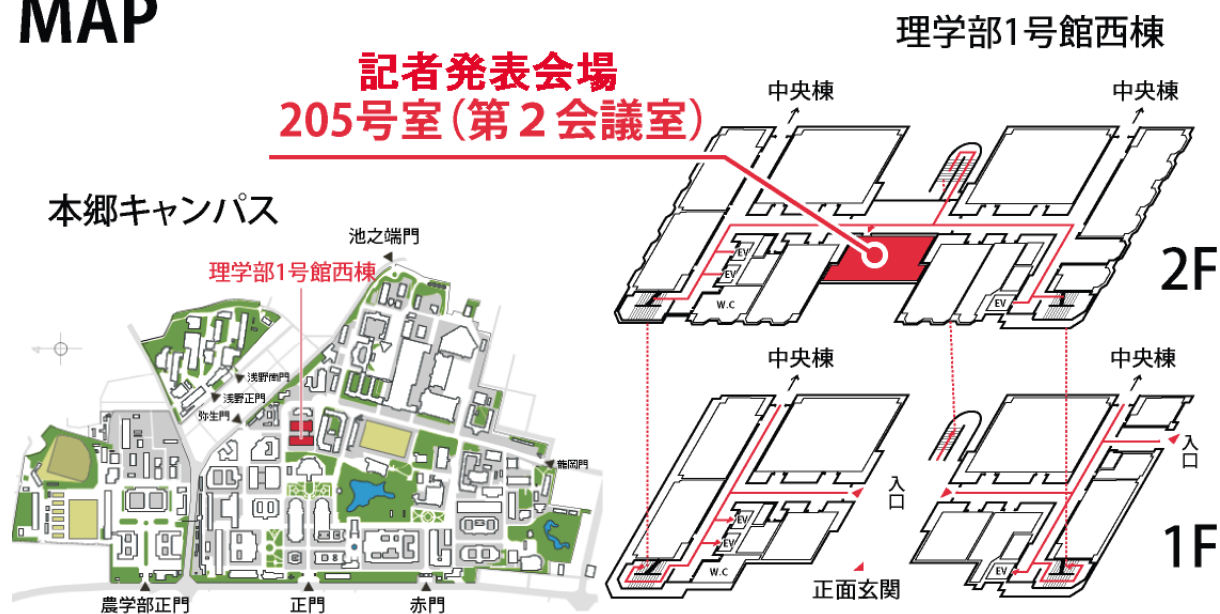 MAP
理学部1号館西棟
記者発表会場
205号室(第2会議室)
中央棟
中央棟
本郷キャンパス
池之端門
理学部1号館西棟
EV
EV
W.C
EV
2F
浅野南門
浅野正門
弥生門
龍岡門
中央棟
中央棟
入口
入口
EV
EV
W.C
EV
1F
正面玄関
農学部正門
正門
赤門